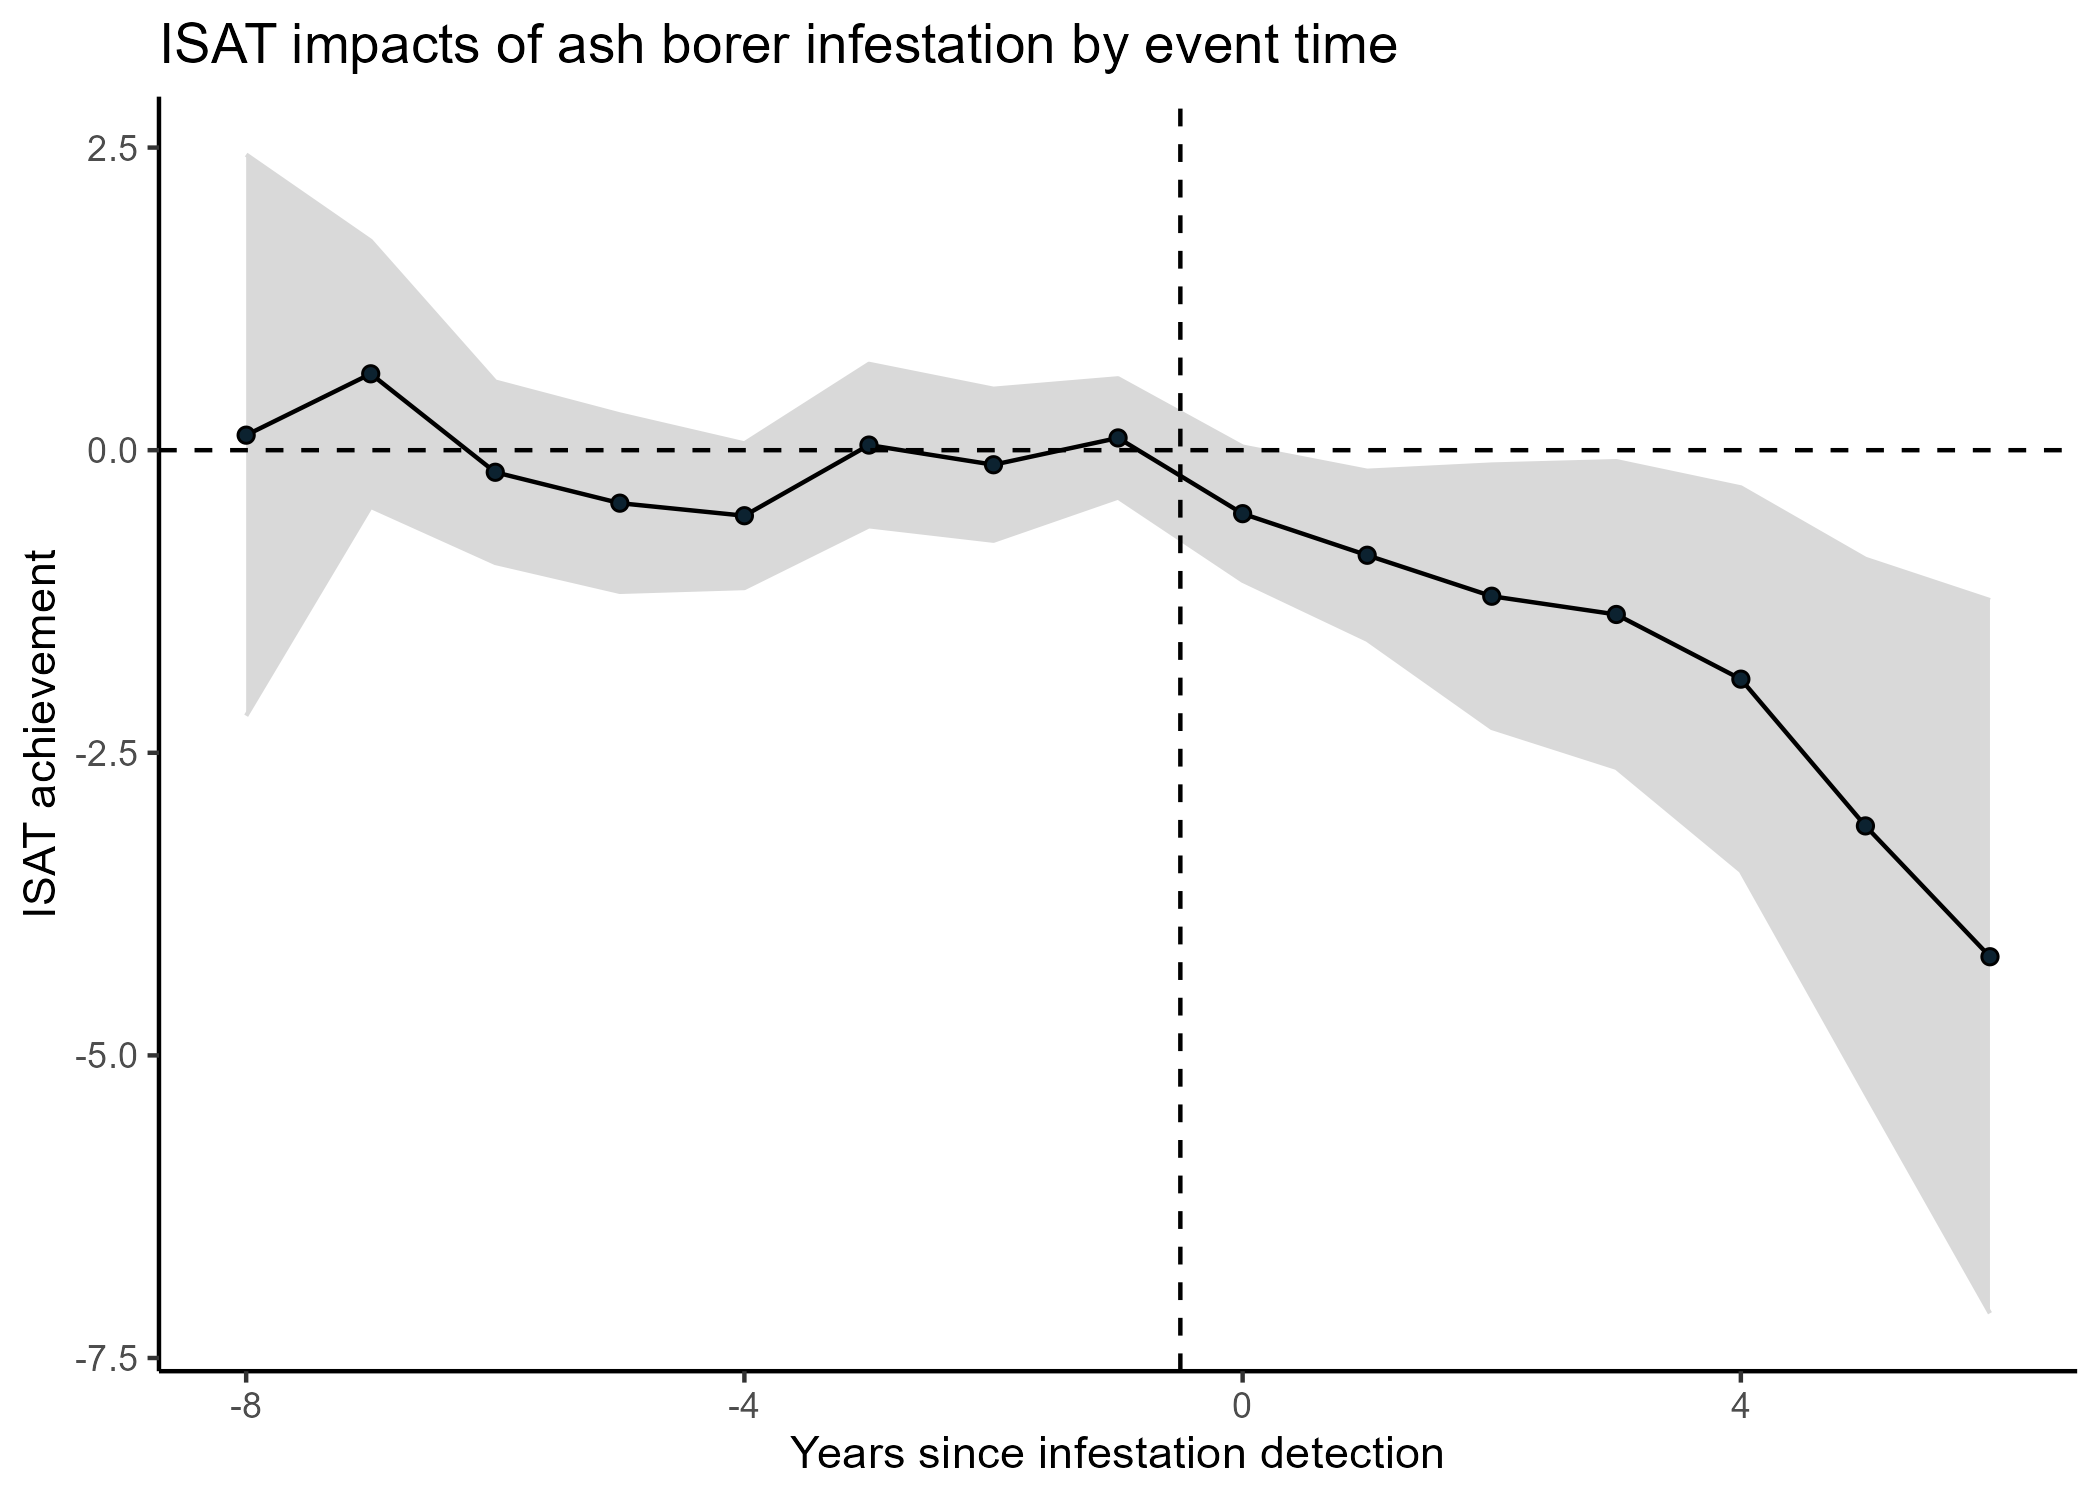 ISAT impacts of ash borer infestation by event time
ISAT achievement
2.5
0.0
-2.5
-5.0
-7.5
-8 -4 0 4
Years since infestation detection